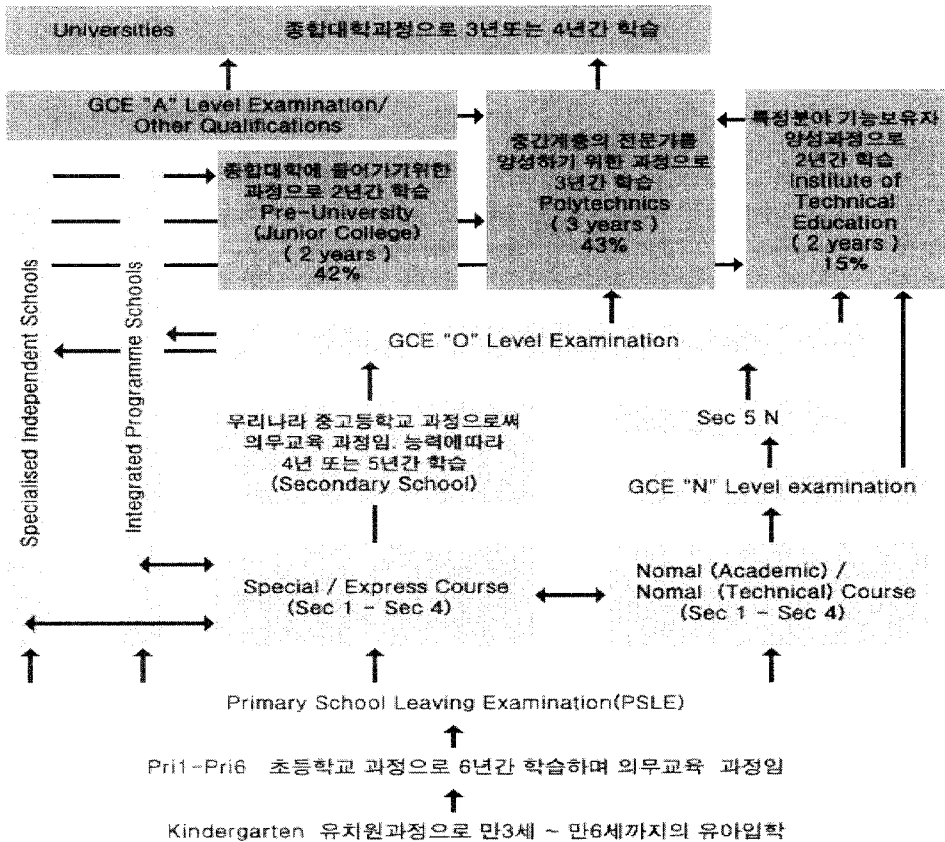 Universities 종합대학과정으로 3년또는 4년간 학습
GCE "A" Level Examination/
Other Qualifications
종합대학에 들어가기위한
과정으로 2년간 학습
Pre-University
(Junior College)
( 2 years )
42%
중간계층의 전문가를
양성하기 위한 과정으로
3년간 학습
Polytechnics
( 3 years )
43%
특정분야 기능보유자
양성과정으로
2년간 학습
Institute of
Technical
Education
( 2 years )
15%
Specialised Independent Schools
Integrated Programme Schools
GCE "O" Level Examination
우리나라 중고등학교 과정으로써
의무교육 과정임. 능력에따라
4년 또는 5년간 학습
(Secondary School)
Sec 5 N
GCE "N" Level examination
Special / Express Course
(Sec 1 - Sec 4)
Nomal (Academic) /
Nomal (Technical) Course
(Sec 1 - Sec 4)
Primary School Leaving Examination(PSLE)
Pri1-Pri6 초등학교 과정으로 6년간 학습하며 의무교육 과정임
Kindergarten 유치원과정으로 만3세 ~ 만6세까지의 유아입학